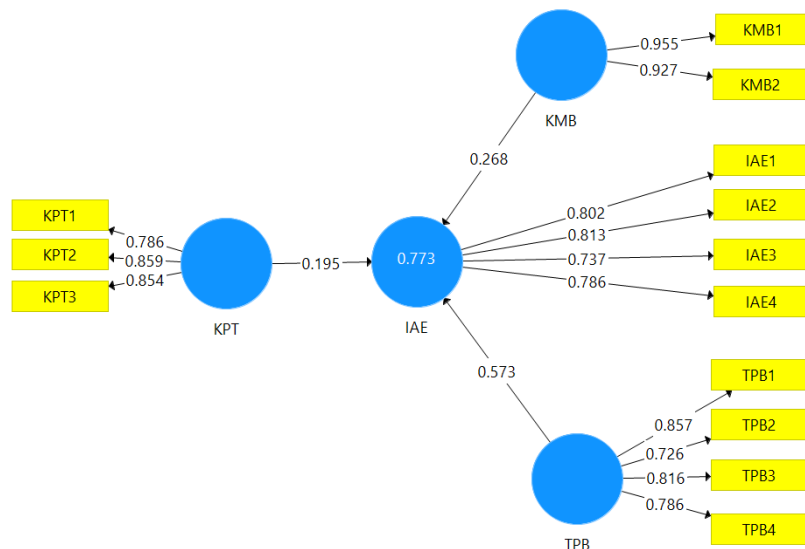 KMB1
0.955
0.927
KMB2
KMB
0.268
IAE1
0.802
IAE2
0.813
KPT1
0.786
KPT2
0.859
0.854
KPT3
KPT
0.195
0.773
IAE
0.737
IAE3
0.786
IAE4
0.573
TPB1
0.857
TPB2
0.726
0.816
TPB3
0.786
TPB4
TPB